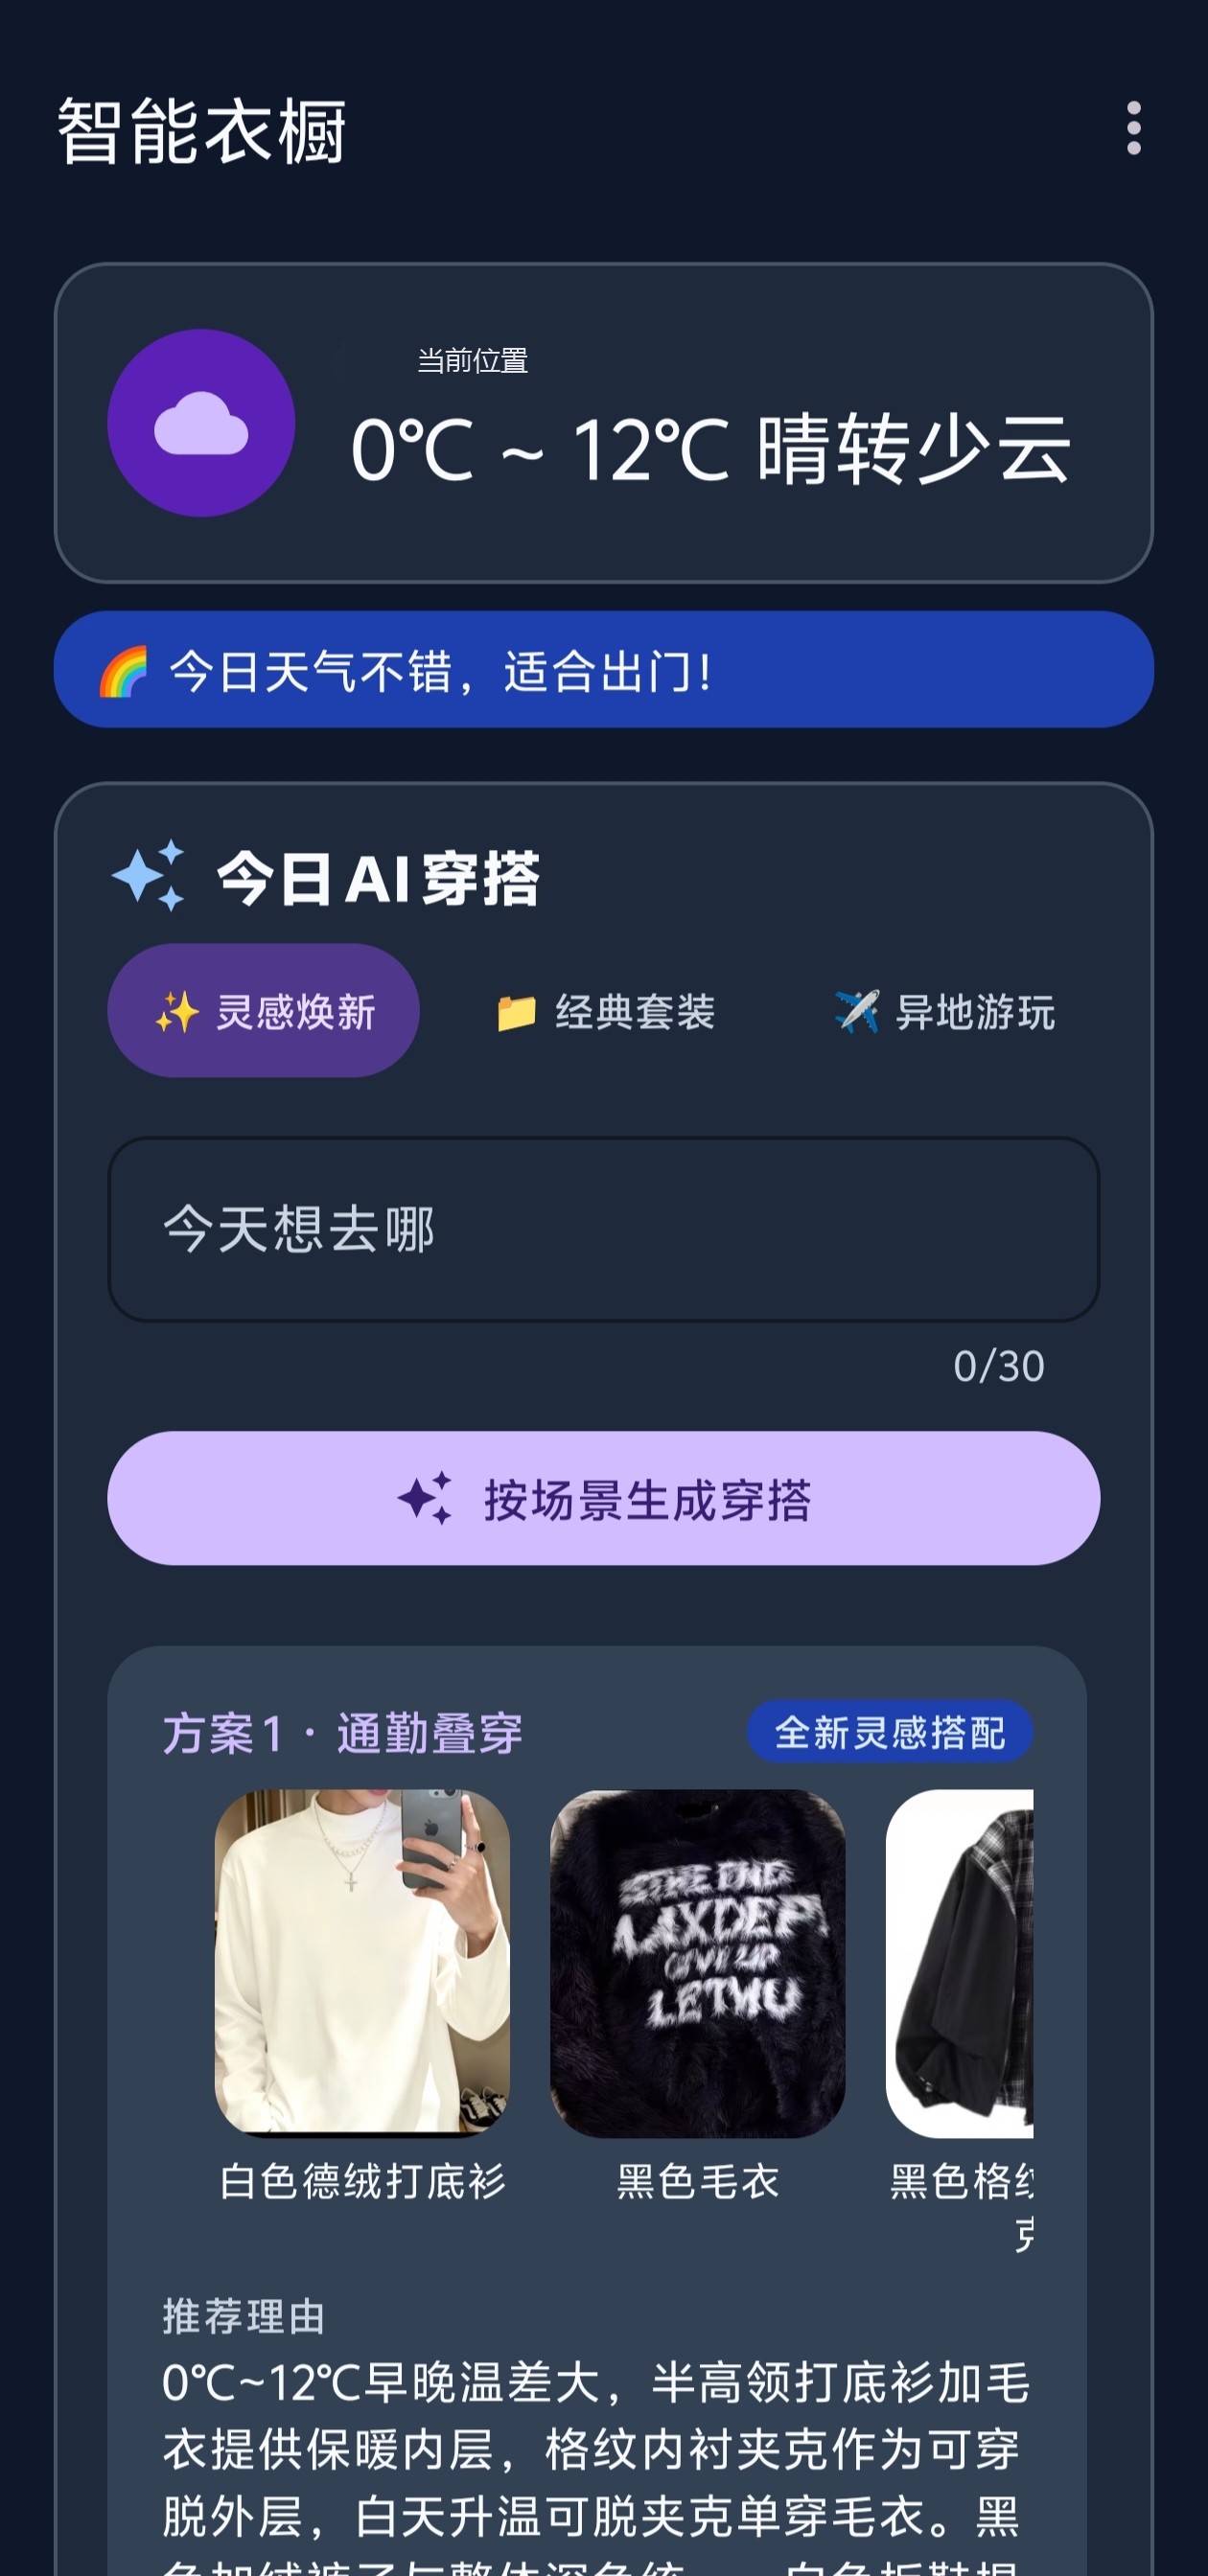 智能衣橱
当前位置
0℃ ~ 12℃ 晴转少云
🌈 今日天气不错，适合出门！
今日AI穿搭
✨ 灵感焕新
📁 经典套装
✈️ 异地游玩
今天想去哪
0/30
按场景生成穿搭
方案1 · 通勤叠穿
全新灵感搭配
LETWU
白色德绒打底衫
黑色毛衣
黑色格纹
克
推荐理由
0℃~12℃早晚温差大，半高领打底衫加毛
衣提供保暖内层，格纹内衬夹克作为可穿
脱外层，白天升温可脱夹克单穿毛衣。黑